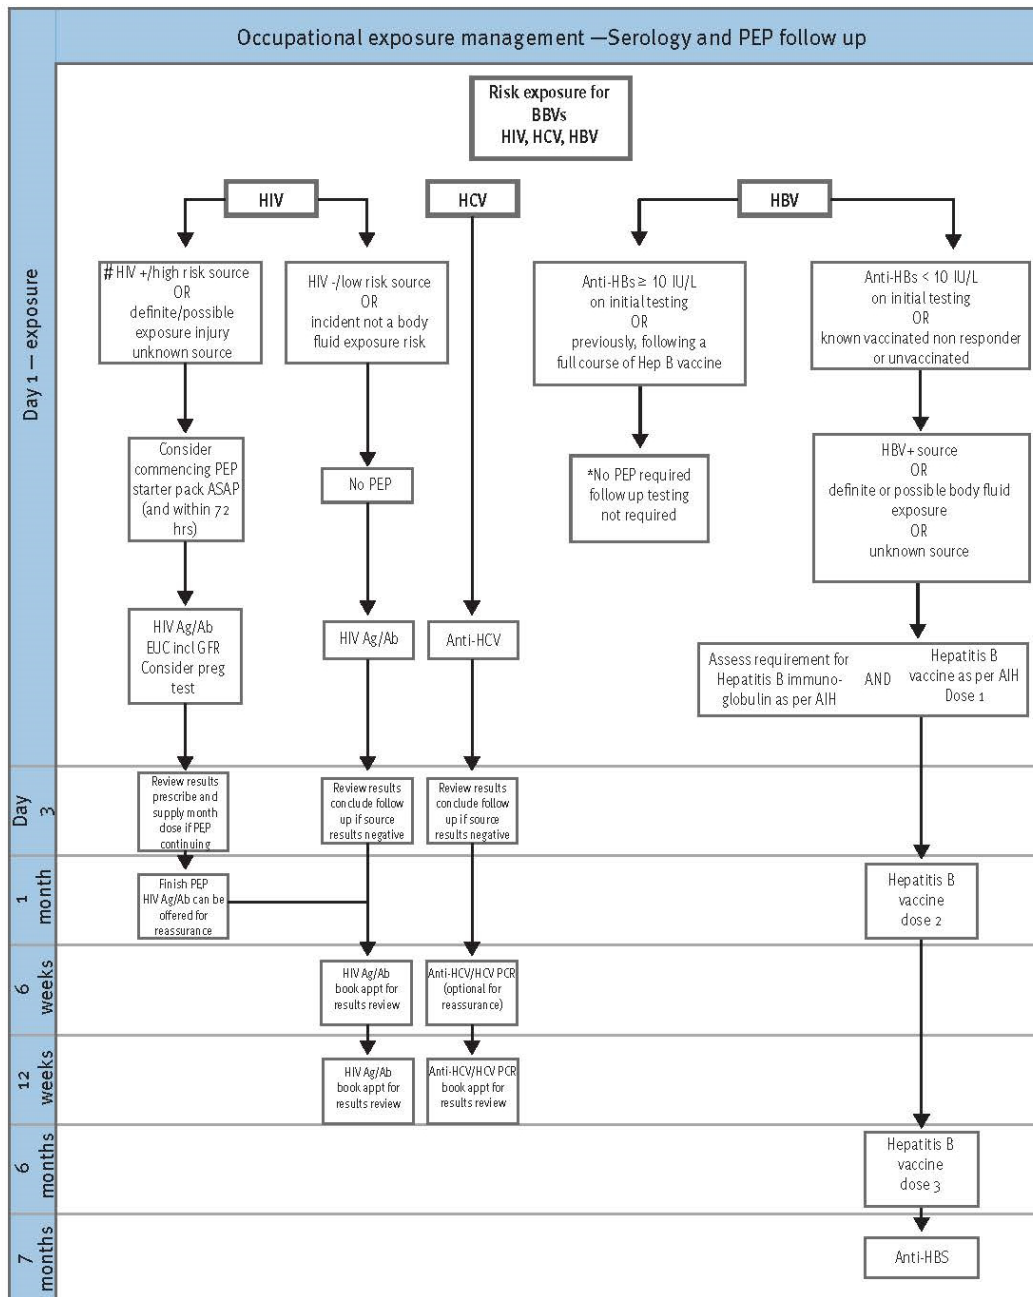 Occupational exposure management —Serology and PEP follow up
Risk exposure for
BBVs
HIV, HCV, HBV
Day 1 — exposure
HIV
HCV
HBV
#HIV +/high risk source
OR
definite/possible
exposure injury
unknown source
HIV -/low risk source
OR
incident not a body
fluid exposure risk
Anti-HBs ≥ 10 IU/L
on initial testing
OR
previously, following a
full course of Hep B vaccine
Anti-HBs < 10 IU/L
on initial testing
OR
known vaccinated non responder
or unvaccinated
Consider
commencing PEP
starter pack ASAP
(and within 72
hrs)
No PEP
*No PEP required
follow up testing
not required
HBV+ source
OR
definite or possible body fluid
exposure
OR
unknown source
HIV Ag/Ab
EUC incl GFR
Consider preg
test
HIV Ag/Ab
Anti-HCV
Assess requirement for
Hepatitis B immuno-
globulin as per AIH
AND
Hepatitis B
vaccine as per AIH
Dose 1
Day
3
Review results
prescribe and
supply month
dose if PEP
continuing
Review results
conclude follow
up if source
results negative
Review results
conclude follow
up if source
results negative
1
month
Finish PEP
HIV Ag/Ab can be
offered for
reassurance
Hepatitis B
vaccine
dose 2
6
weeks
HIV Ag/Ab
book appt for
results review
Anti-HCV/HCV PCR
(optional for
reassurance)
12
weeks
HIV Ag/Ab
book appt for
results review
Anti-HCV/HCV PCR
book appt for
results review
6
months
Hepatitis B
vaccine
dose 3
7
months
Anti-HBS